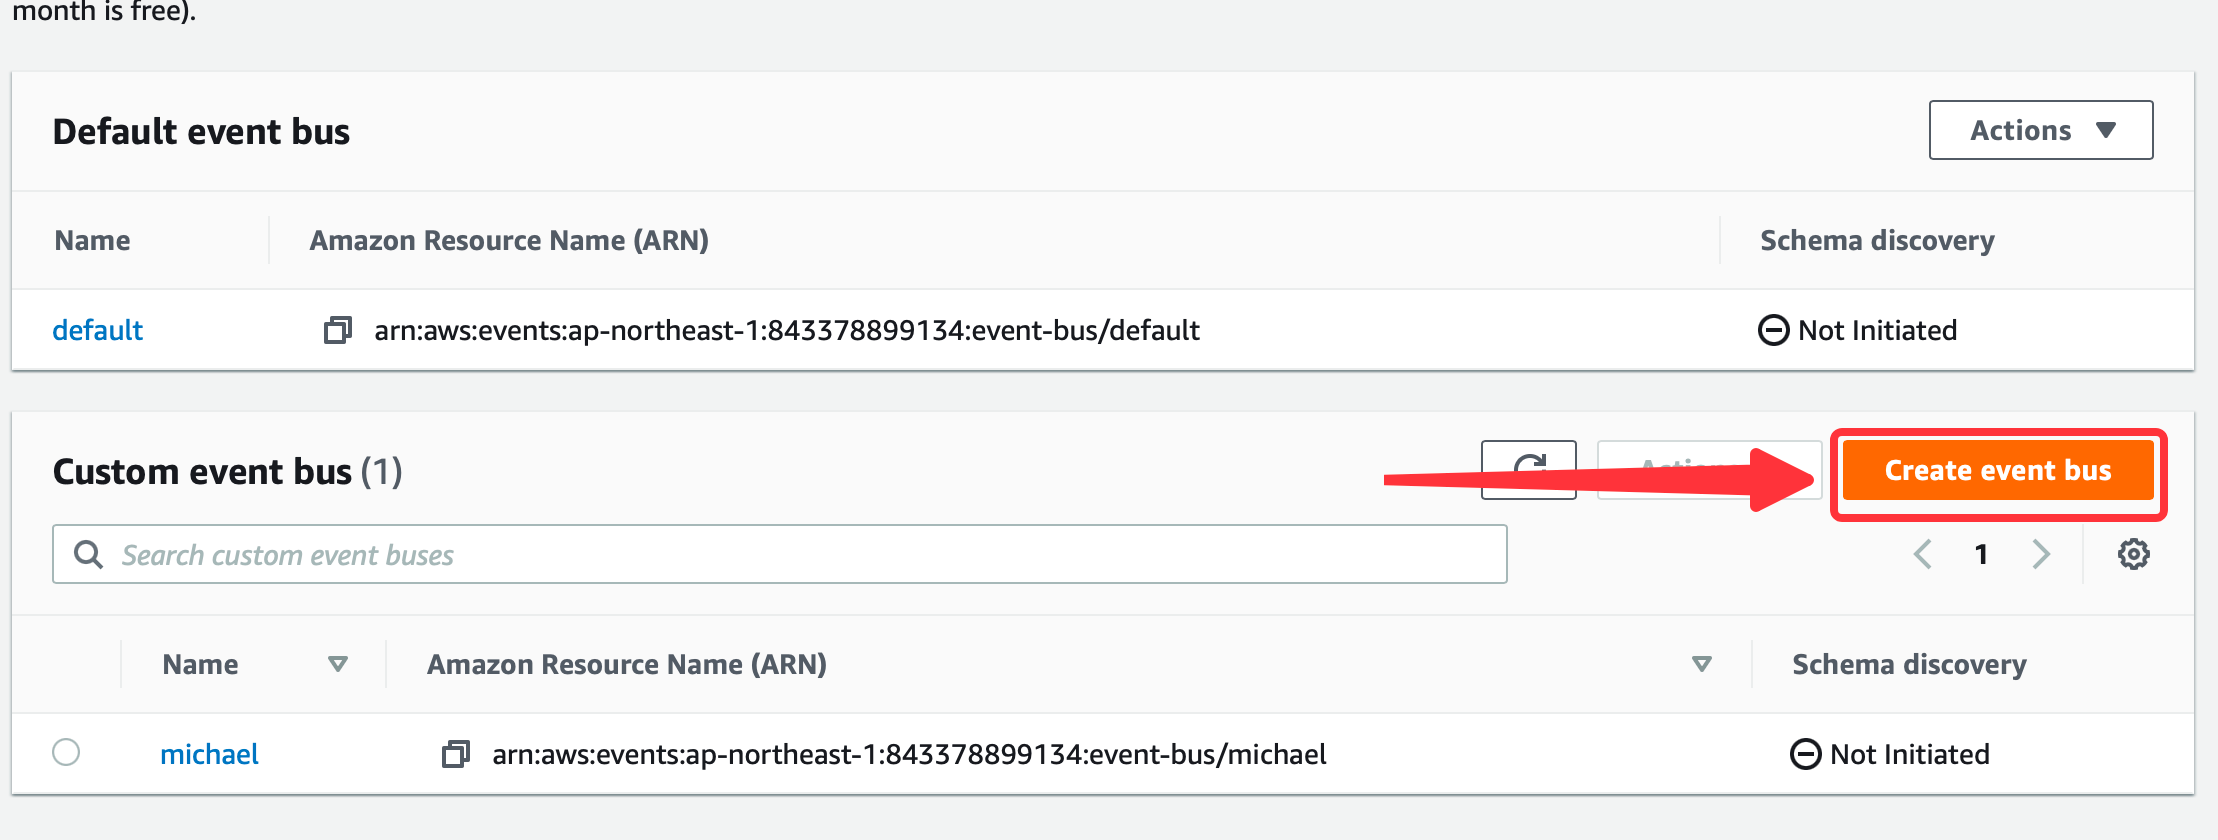 month is free).
Default event bus
Actions
Name Amazon Resource Name (ARN) Schema discovery
default arn:aws:events:ap-northeast-1:843378899134:event-bus/default Not Initiated
Custom event bus (1)
Create event bus
Search custom event buses
1
Name Amazon Resource Name (ARN) Schema discovery
michael arn:aws:events:ap-northeast-1:843378899134:event-bus/michael Not Initiated